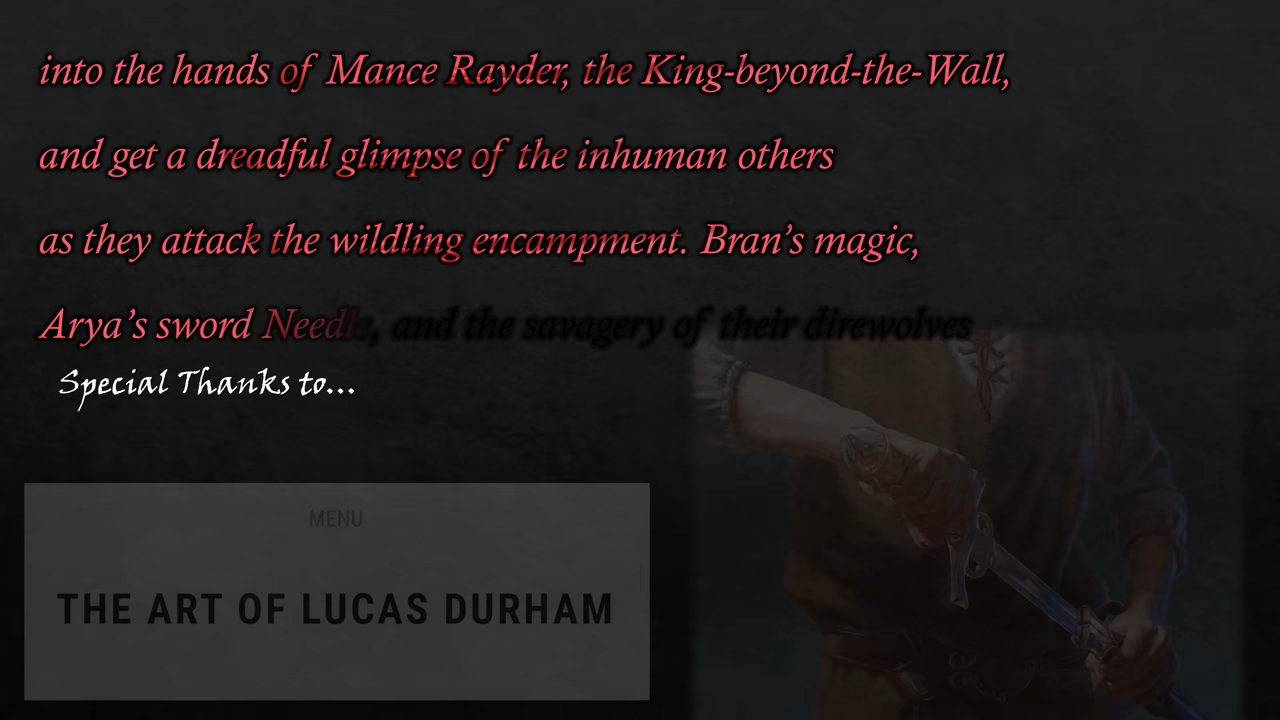 into the hands of Mance Rayder, the King-beyond-the-Wall,
and get a dreadful glimpse of the inhuman others
as they attack the wildling encampment. Bran’s magic,
Arya’s sword Needle, and the savagery of their direwolves
Special Thanks to...
MENU
THE ART OF LUCAS DURHAM